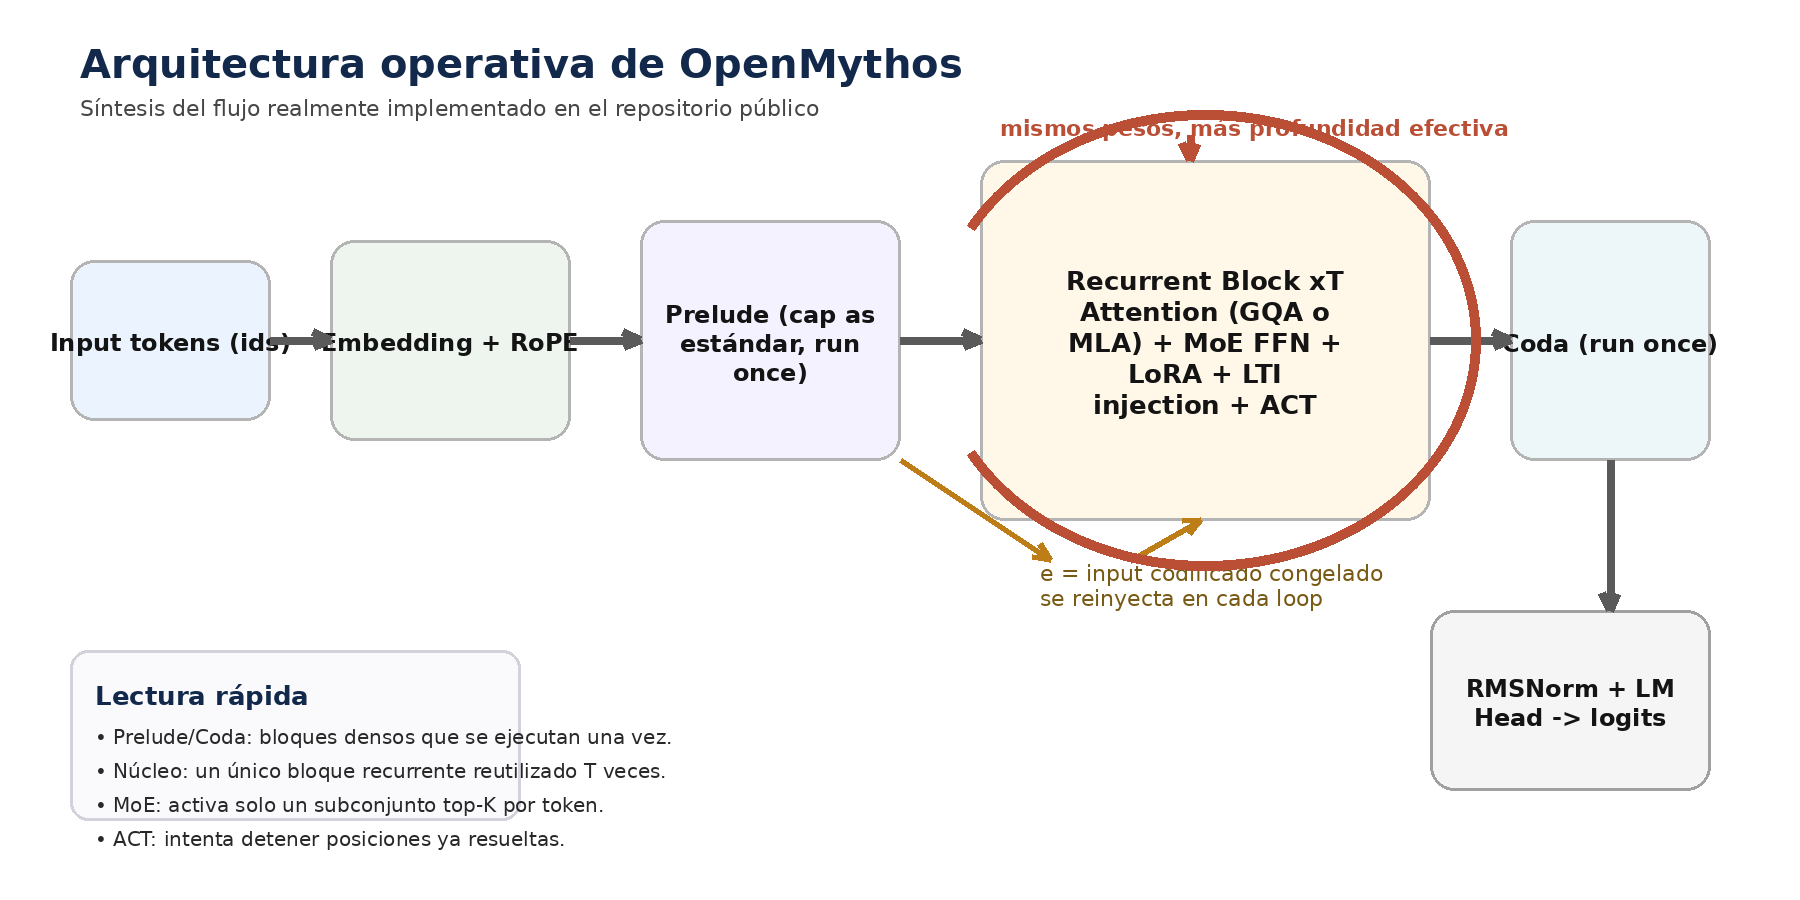 Arquitectura operativa de OpenMythos
Síntesis del flujo realmente implementado en el repositorio público
mismos pesos, más profundidad efectiva
Input tokens (ids)
Embedding + RoPE
Prelude (cap as
estándar, run
once)
Recurrent Block xT
Attention (GQA o
MLA) + MoE FFN +
LoRA + LTI
injection + ACT
Coda (run once)
e = input codificado congelado
se reinyecta en cada loop
RMSNorm + LM
Head -> logits
Lectura rápida
• Prelude/Coda: bloques densos que se ejecutan una vez.
• Núcleo: un único bloque recurrente reutilizado T veces.
• MoE: activa solo un subconjunto top-K por token.
• ACT: intenta detener posiciones ya resueltas.